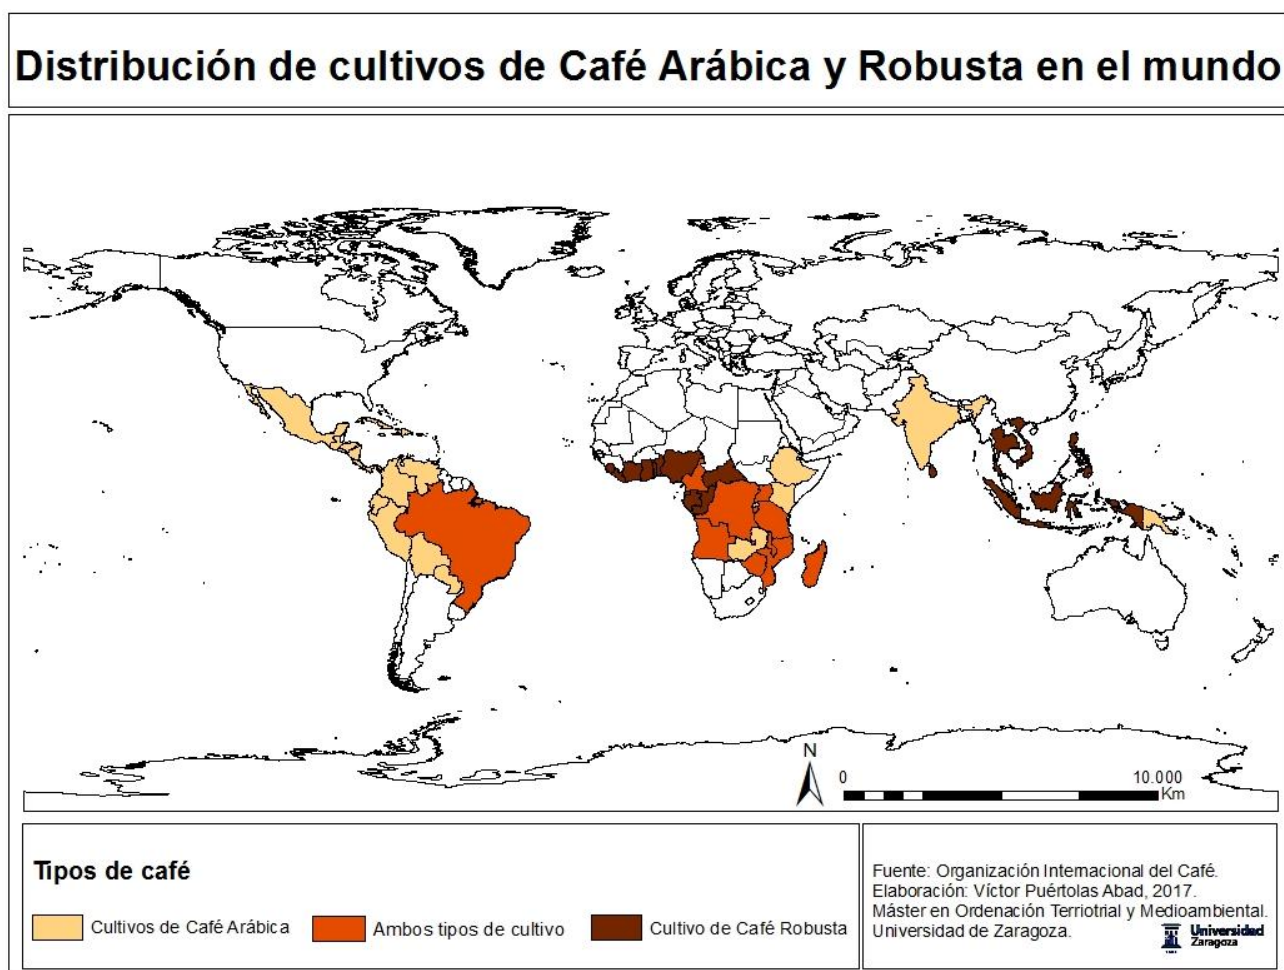 Distribución de cultivos de Café Arábica y Robusta en el mundo
N
0 10.000
Km
Tipos de café
Cultivos de Café Arábica
Ambos tipos de cultivo
Cultivo de Café Robusta
Fuente: Organización Internacional del Café.
Elaboración: Víctor Puértolas Abad, 2017.
Máster en Ordenación Terriotrial y Medioambiental.
Universidad de Zaragoza.
Universidad
Zaragoza